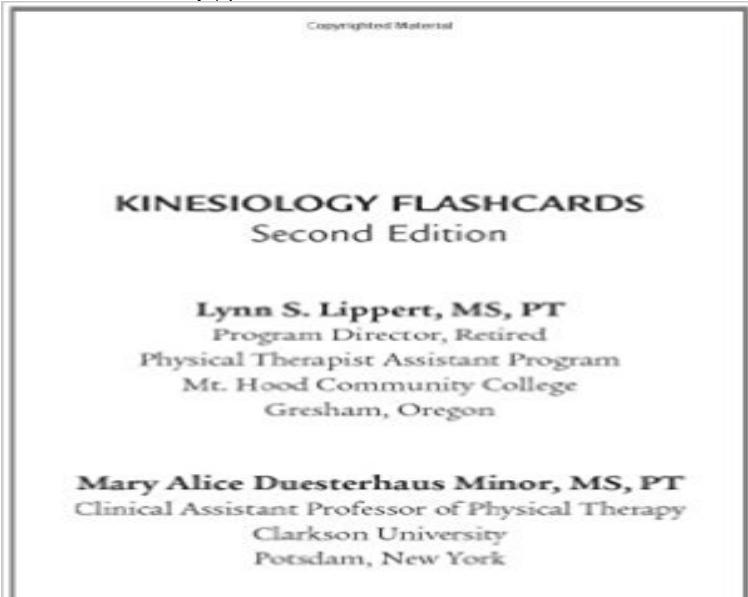 Copyrighted Material
KINESIOLOGY FLASHCARDS
Second Edition
Lynn S. Lippert, MS, PT
Program Director, Retired
Physical Therapist Assistant Program
Mt. Hood Community College
Gresham, Oregon
Mary Alice Duesterhaus Minor, MS, PT
Clinical Assistant Professor of Physical Therapy
Clarkson University
Potsdam, New York